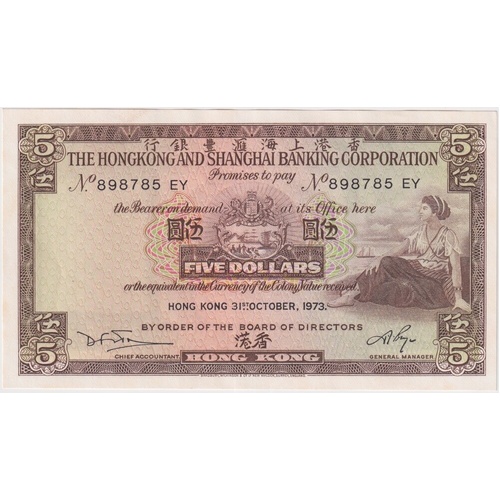 行銀豐滙海上港香
5 5
伍 伍
THE HONGKONG AND SHANGHAI BANKING CORPORATION
Promises to pay
No 898785 EY No 898785 EY
the Bearer on demand at its Office here
圓伍 圓伍
FIVE DOLLARS
or the equivalent in the Currency of the Colony Value received
HONG KONG 31ST OCTOBER, 1973.
BY ORDER OF THE BOARD OF DIRECTORS
港香
5 5
CHIEF ACCOUNTANT. HONG KONG GENERAL MANAGER